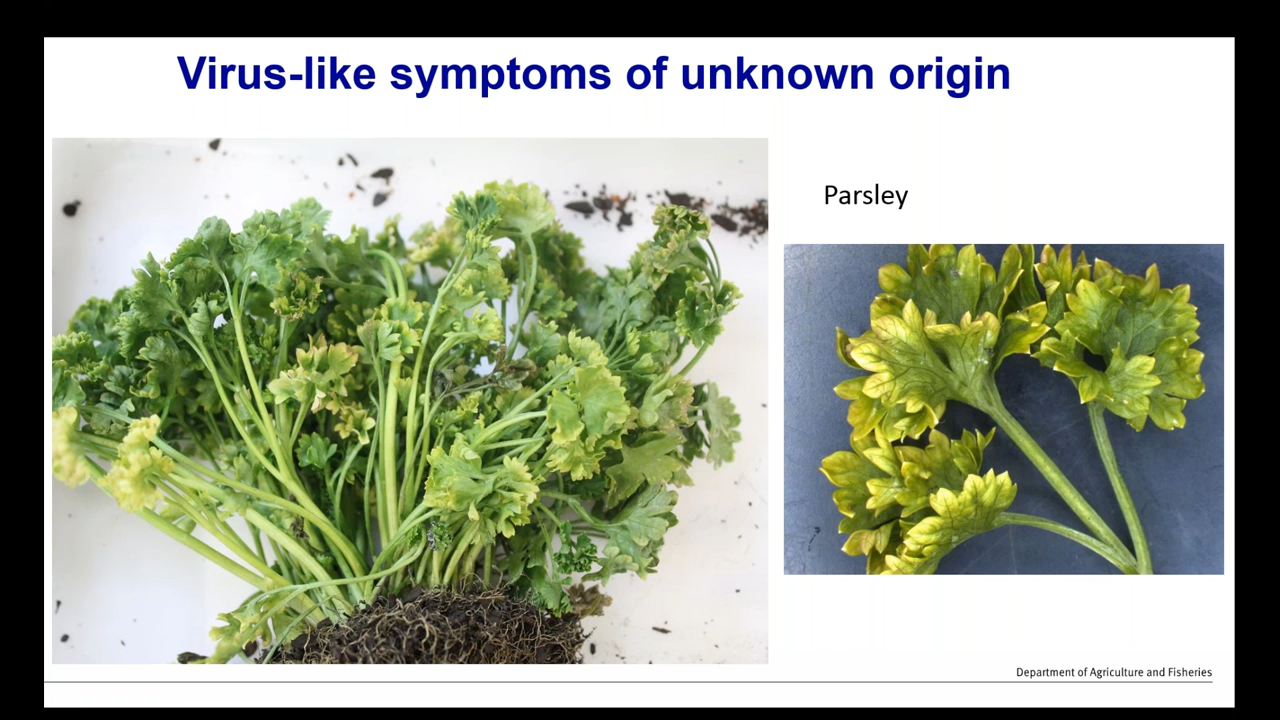 Virus-like symptoms of unknown origin
Parsley
Department of Agriculture and Fisheries